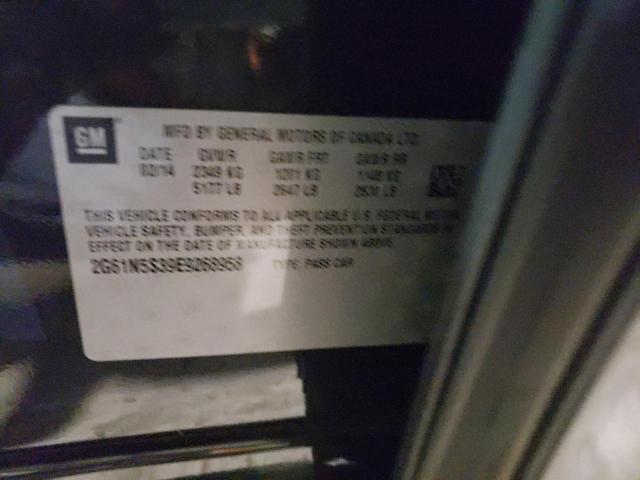 GM
MFD BY GENERAL MOTORS OF CANADA LTD
DATE GVWR GAWR FRT GAWR RR
02/14 2349 KG 1201 KG 1148 KG
5177 LB 2647 LB 2530 LB
THIS VEHICLE CONFORMS TO ALL APPLICABLE U.S. FEDERAL MOTOR
VEHICLE SAFETY, BUMPER, AND THEFT PREVENTION STANDARDS IN
EFFECT ON THE DATE OF MANUFACTURE SHOWN ABOVE.
2G61N5S39E9268958 TYPE: PASS CAR